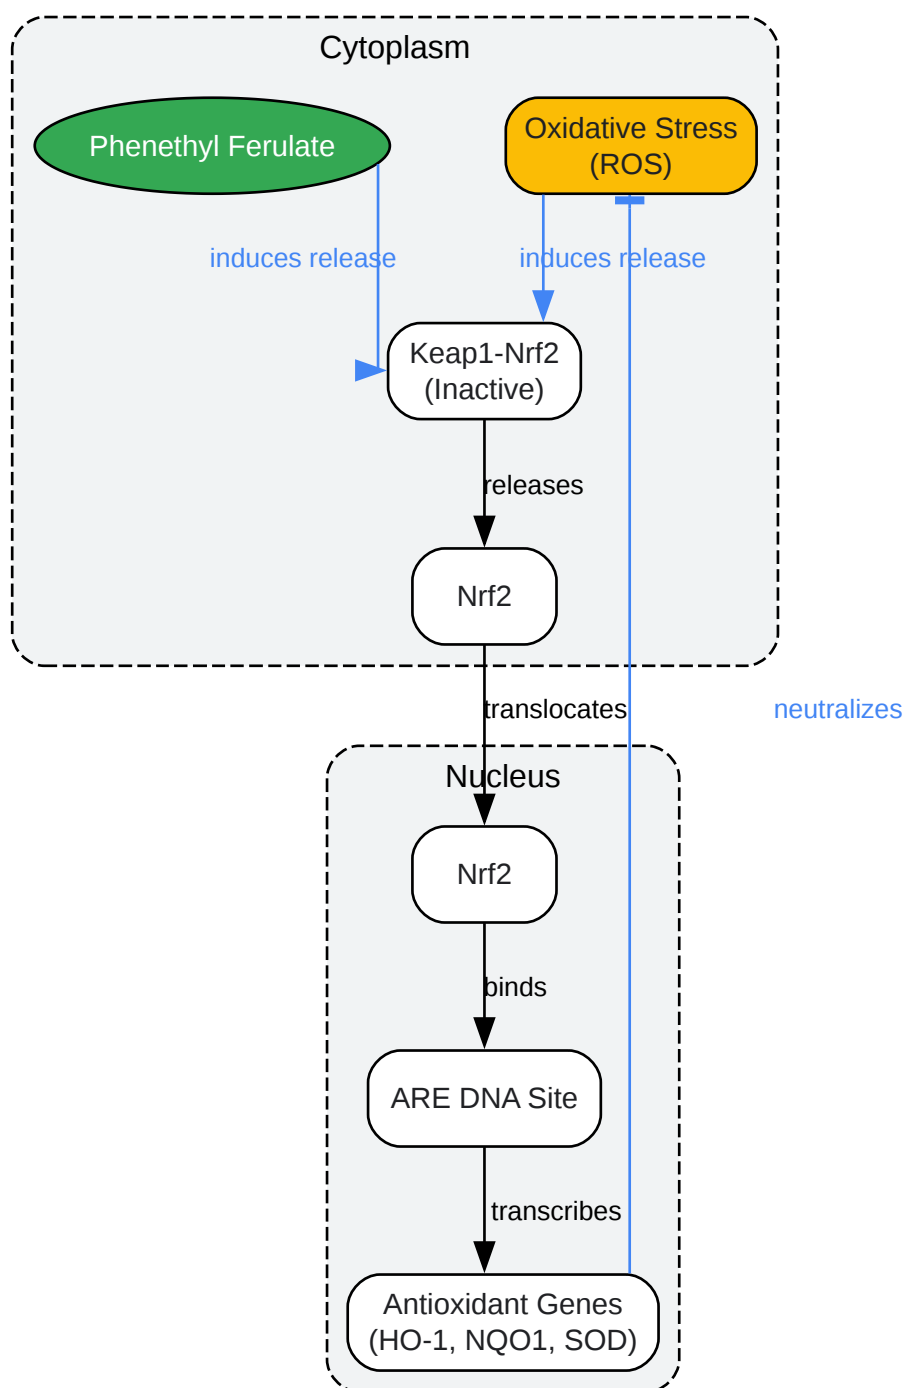 Cytoplasm
Phenethyl Ferulate
Oxidative Stress
(ROS)
induces release
induces release
Keap1-Nrf2
(Inactive)
releases
Nrf2
translocates
neutralizes
Nucleus
Nrf2
binds
ARE DNA Site
transcribes
Antioxidant Genes
(HO-1, NQO1, SOD)